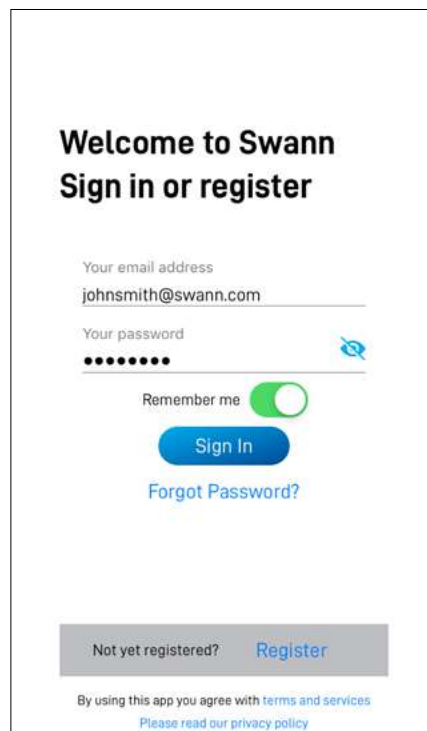 Welcome to Swann
Sign in or register
Your email address
johnsmith@swann.com
Your password
••••••••
Remember me
Sign In
Forgot Password?
Not yet registered? Register
By using this app you agree with terms and services
Please read our privacy policy